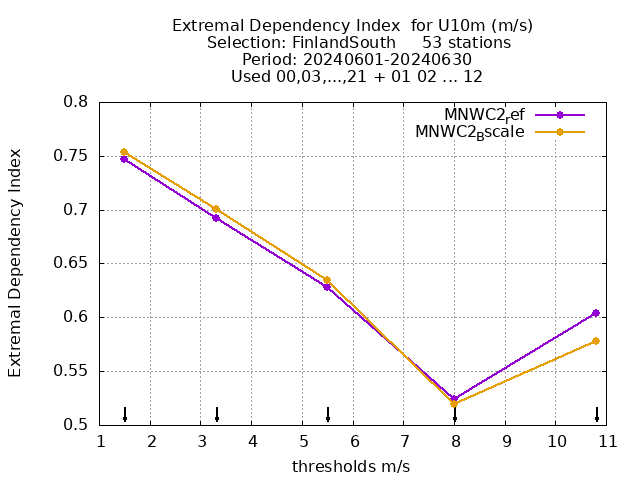 Extremal Dependency Index  for U10m (m/s)
Selection: FinlandSouth     53 stations
Period: 20240601-20240630
Used 00,03,...,21 + 01 02 ... 12
MNWC2ref
MNWC2Bscale
Extremal Dependency Index
0.8
0.75
0.7
0.65
0.6
0.55
0.5
1 2 3 4 5 6 7 8 9 10 11
thresholds m/s